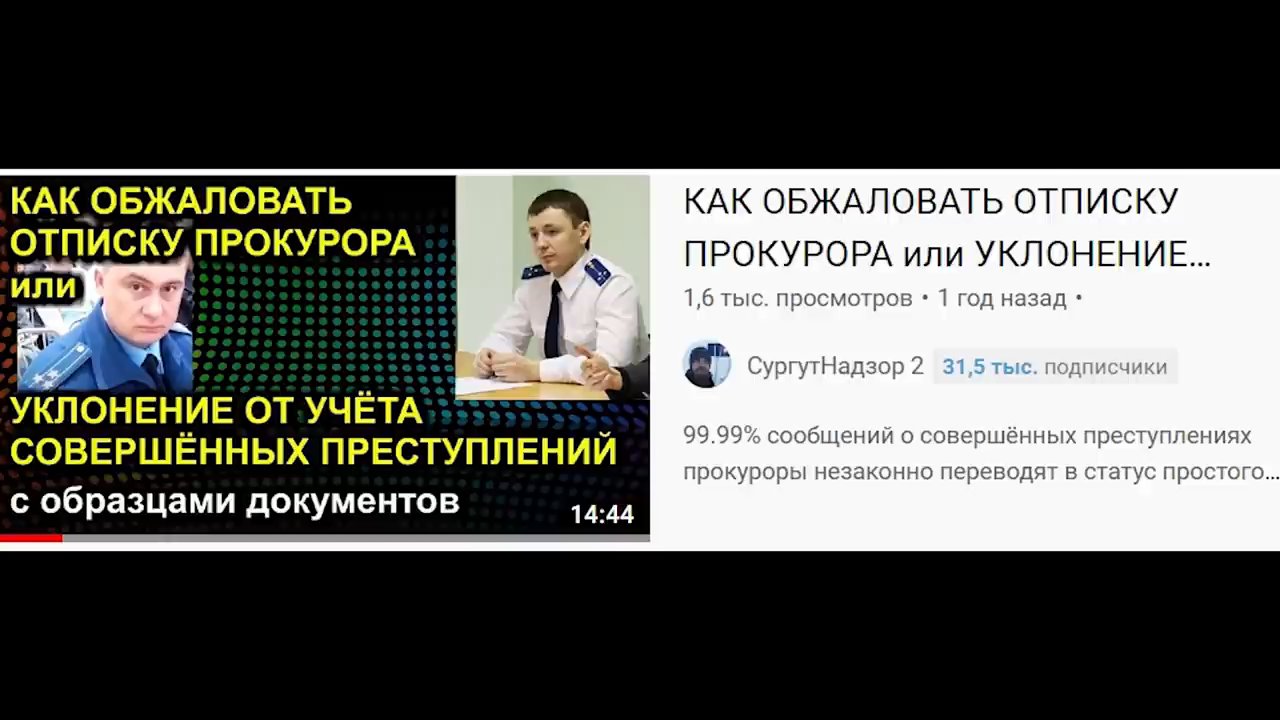 КАК ОБЖАЛОВАТЬ
ОТПИСКУ ПРОКУРОРА
или
УКЛОНЕНИЕ ОТ УЧЁТА
СОВЕРШЁННЫХ ПРЕСТУПЛЕНИЙ
с образцами документов
14:44
КАК ОБЖАЛОВАТЬ ОТПИСКУ
ПРОКУРОРА или УКЛОНЕНИЕ...
1,6 тыс. просмотров • 1 год назад •
СургутНадзор 2 31,5 тыс. подписчики
99.99% сообщений о совершённых преступлениях
прокуроры незаконно переводят в статус простого...